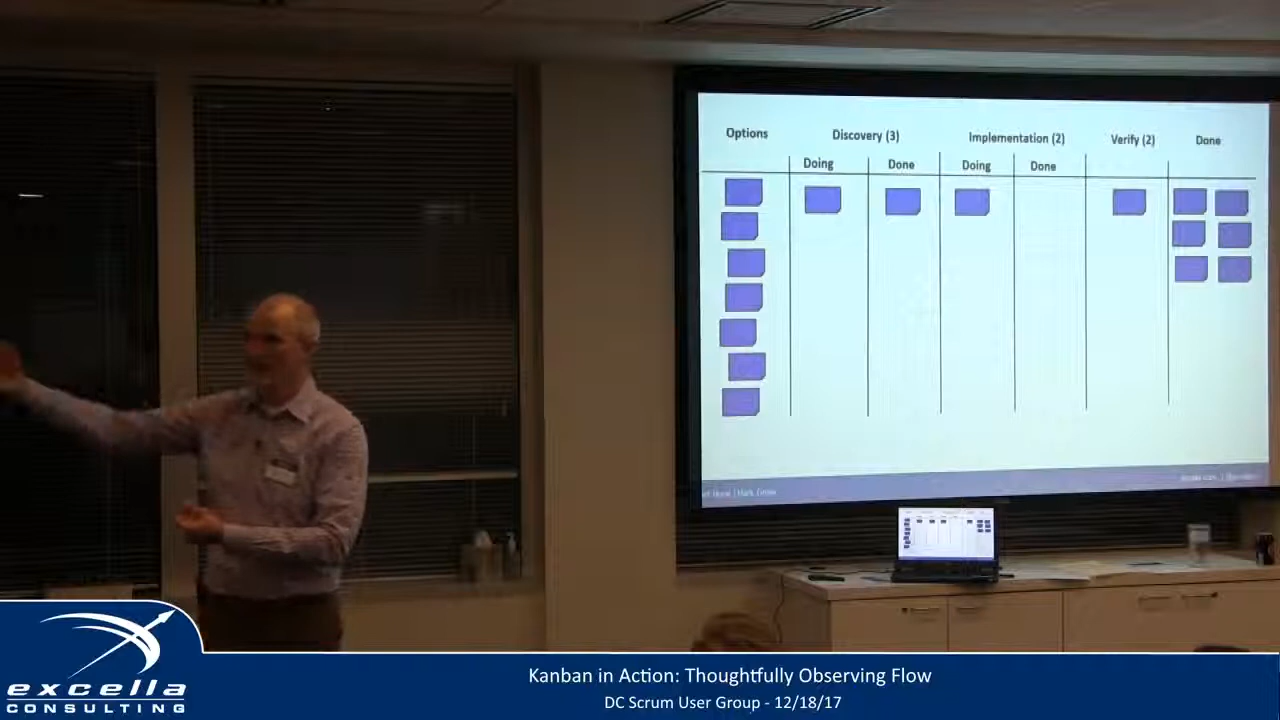 Options Discovery (3) Implementation (2) Verify (2) Done
Doing Done Doing Done
excella
CONSULTING
Kanban in Action: Thoughtfully Observing Flow
DC Scrum User Group - 12/18/17